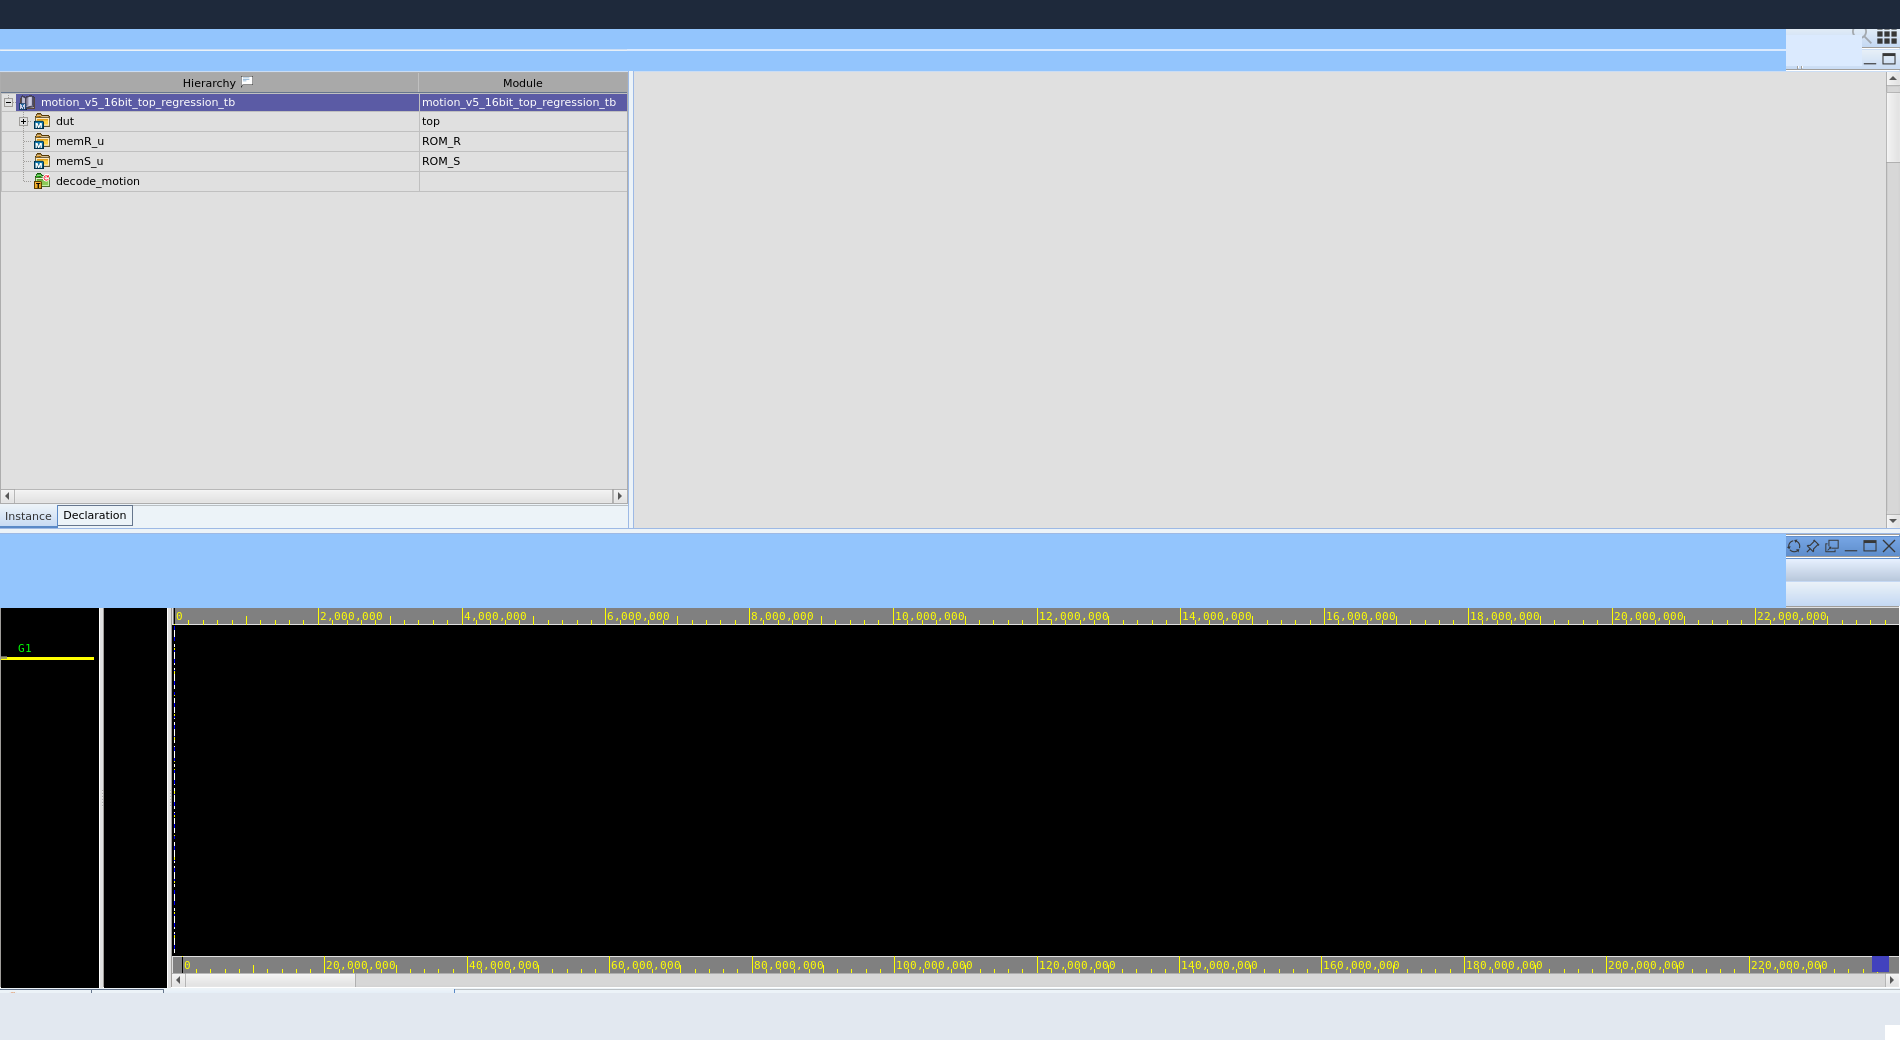 Hierarchy Module
motion_v5_16bit_top_regression_tb motion_v5_16bit_top_regression_tb
dut top
memR_u ROM_R
memS_u ROM_S
decode_motion
Instance Declaration
0 2,000,000 4,000,000 6,000,000 8,000,000 10,000,000 12,000,000 14,000,000 16,000,000 18,000,000 20,000,000 22,000,000
G1
0 20,000,000 40,000,000 60,000,000 80,000,000 100,000,000 120,000,000 140,000,000 160,000,000 180,000,000 200,000,000 220,000,000